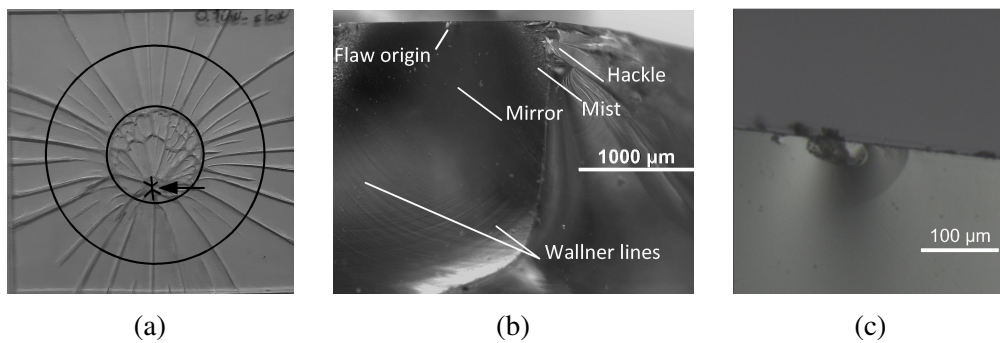 Flaw origin
Hackle
Mirror
Mist
1000 µm
Wallner lines
100 µm
(a)
(b)
(c)